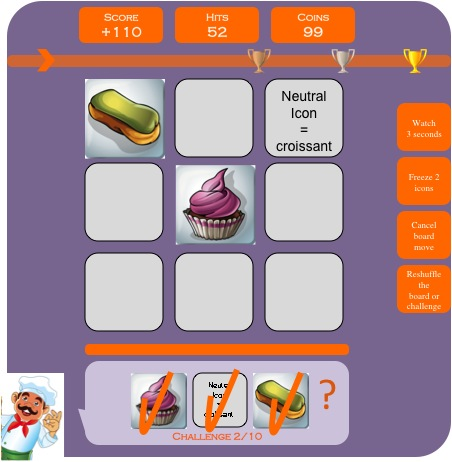 Score
+110
Hits
52
Coins
99
Neutral
Icon
=
croissant
Watch
3 seconds
Freeze 2
icons
Cancel
board
move
Reshuffle
the
board or
challenge
?
Challenge 2/10